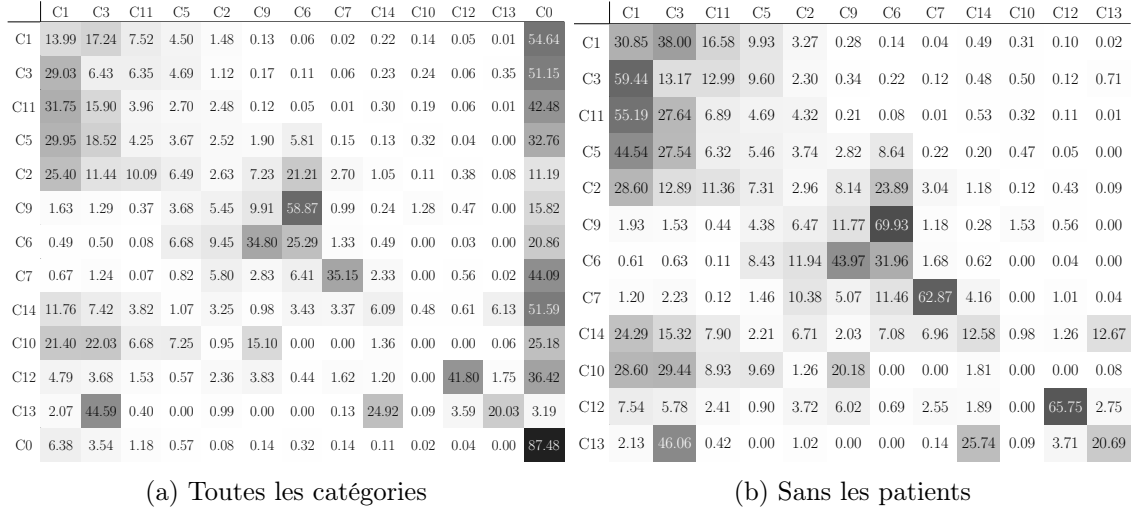 C1 C3 C11 C5 C2 C9 C6 C7 C14 C10 C12 C13 C0
C1 13.99 17.24 7.52 4.50 1.48 0.13 0.06 0.02 0.22 0.14 0.05 0.01 54.64
C3 29.03 6.43 6.35 4.69 1.12 0.17 0.11 0.06 0.23 0.24 0.06 0.35 51.15
C11 31.75 15.90 3.96 2.70 2.48 0.12 0.05 0.01 0.30 0.19 0.06 0.01 42.48
C5 29.95 18.52 4.25 3.67 2.52 1.90 5.81 0.15 0.13 0.32 0.04 0.00 32.76
C2 25.40 11.44 10.09 6.49 2.63 7.23 21.21 2.70 1.05 0.11 0.38 0.08 11.19
C9 1.63 1.29 0.37 3.68 5.45 9.91 58.87 0.99 0.24 1.28 0.47 0.00 15.82
C6 0.49 0.50 0.08 6.68 9.45 34.80 25.29 1.33 0.49 0.00 0.03 0.00 20.86
C7 0.67 1.24 0.07 0.82 5.80 2.83 6.41 35.15 2.33 0.00 0.56 0.02 44.09
C14 11.76 7.42 3.82 1.07 3.25 0.98 3.43 3.37 6.09 0.48 0.61 6.13 51.59
C10 21.40 22.03 6.68 7.25 0.95 15.10 0.00 0.00 1.36 0.00 0.00 0.06 25.18
C12 4.79 3.68 1.53 0.57 2.36 3.83 0.44 1.62 1.20 0.00 41.80 1.75 36.42
C13 2.07 44.59 0.40 0.00 0.99 0.00 0.00 0.13 24.92 0.09 3.59 20.03 3.19
C0 6.38 3.54 1.18 0.57 0.08 0.14 0.32 0.14 0.11 0.02 0.04 0.00 87.48
(a) Toutes les catégories
C1 C3 C11 C5 C2 C9 C6 C7 C14 C10 C12 C13
C1 30.85 38.00 16.58 9.93 3.27 0.28 0.14 0.04 0.49 0.31 0.10 0.02
C3 59.44 13.17 12.99 9.60 2.30 0.34 0.22 0.12 0.48 0.50 0.12 0.71
C11 55.19 27.64 6.89 4.69 4.32 0.21 0.08 0.01 0.53 0.32 0.11 0.01
C5 44.54 27.54 6.32 5.46 3.74 2.82 8.64 0.22 0.20 0.47 0.05 0.00
C2 28.60 12.89 11.36 7.31 2.96 8.14 23.89 3.04 1.18 0.12 0.43 0.09
C9 1.93 1.53 0.44 4.38 6.47 11.77 69.93 1.18 0.28 1.53 0.56 0.00
C6 0.61 0.63 0.11 8.43 11.94 43.97 31.96 1.68 0.62 0.00 0.04 0.00
C7 1.20 2.23 0.12 1.46 10.38 5.07 11.46 62.87 4.16 0.00 1.01 0.04
C14 24.29 15.32 7.90 2.21 6.71 2.03 7.08 6.96 12.58 0.98 1.26 12.67
C10 28.60 29.44 8.93 9.69 1.26 20.18 0.00 0.00 1.81 0.00 0.00 0.08
C12 7.54 5.78 2.41 0.90 3.72 6.02 0.69 2.55 1.89 0.00 65.75 2.75
C13 2.13 46.06 0.42 0.00 1.02 0.00 0.00 0.14 25.74 0.09 3.71 20.69
(b) Sans les patients